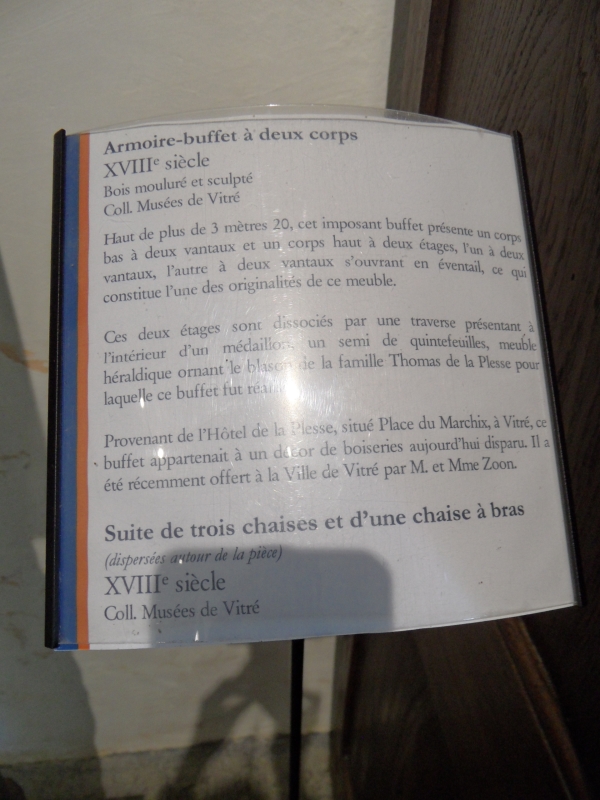 Armoire-buffet à deux corps
XVIIIe siècle
Bois mouluré et sculpté
Coll. Musées de Vitré
Haut de plus de 3 mètres 20, cet imposant buffet présente un corps
bas à deux vantaux et un corps haut à deux étages, l'un à deux
vantaux, l'autre à deux vantaux s'ouvrant en éventail, ce qui
constitue l'une des originalités de ce meuble.
Ces deux étages sont dissociés par une traverse présentant à
l'intérieur d'un médaillon un semi de quintefeuilles, meuble
héraldique ornant le blason de la famille Thomas de la Plesse pour
laquelle ce buffet fut
Provenant de l'Hôtel de la Plesse, situé Place du Marchix, à Vitré, ce
buffet appartenait à un décor de boiseries aujourd'hui disparu. Il a
été récemment offert à la Ville de Vitré par M. et Mme Zoon.
Suite de trois chaises et d'une chaise à bras
(dispersées autour de la pièce)
XVIIIe siècle
Coll. Musées de Vitré